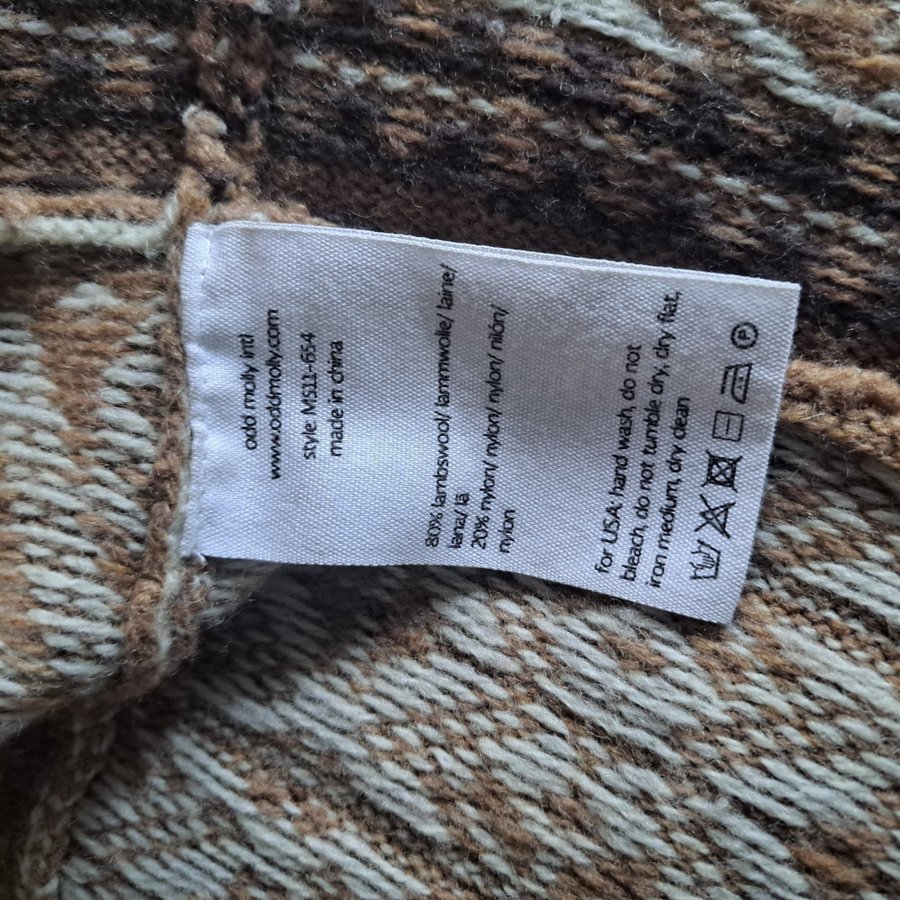 odd molly intl
www.oddmolly.com
style: M511-654
made in china
80% lambswool/ lammwolle/ laine/
lana/ lã
20% nylon/ nylon/ nylon/ nilón/
nylon
for USA; hand wash, do not
bleach, do not tumble dry, dry flat,
iron medium, dry clean
P